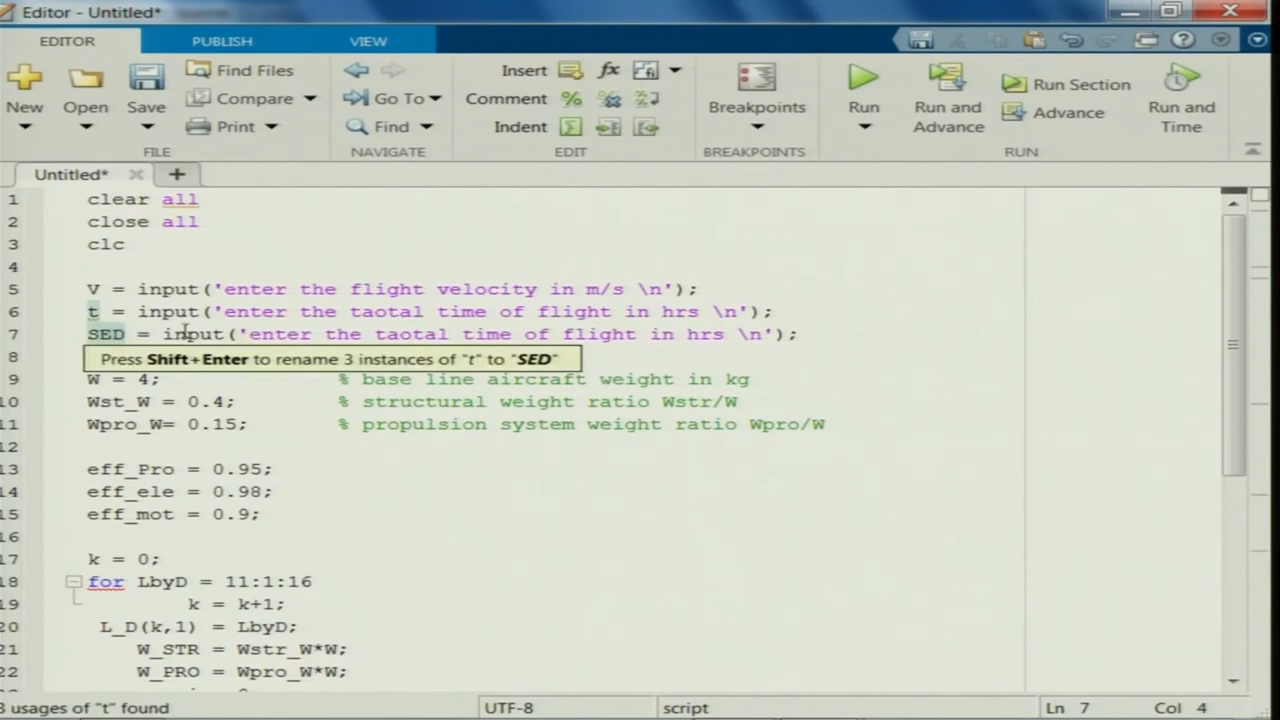 Editor - Untitled*
EDITOR PUBLISH VIEW
New Open Save Find Files Compare Print
Go To Find
Insert fx
Comment
Indent
Breakpoints
Run Run and Advance Run Section Advance Run and Time
FILE NAVIGATE EDIT BREAKPOINTS RUN
Untitled* +
1 clear all
2 close all
3 clc
4
5 V = input('enter the flight velocity in m/s \n');
6 t = input('enter the taotal time of flight in hrs \n');
7 SED = input('enter the taotal time of flight in hrs \n');
8 Press Shift+Enter to rename 3 instances of "t" to "SED"
9 W = 4; % base line aircraft weight in kg
10 Wst_W = 0.4; % structural weight ratio Wstr/W
11 Wpro_W= 0.15; % propulsion system weight ratio Wpro/W
12
13 eff_Pro = 0.95;
14 eff_ele = 0.98;
15 eff_mot = 0.9;
16
17 k = 0;
18 for LbyD = 11:1:16
19 k = k+1;
20 L_D(k,1) = LbyD;
21 W_STR = Wstr_W*W;
22 W_PRO = Wpro_W*W;
3 usages of "t" found UTF-8 script Ln 7 Col 4